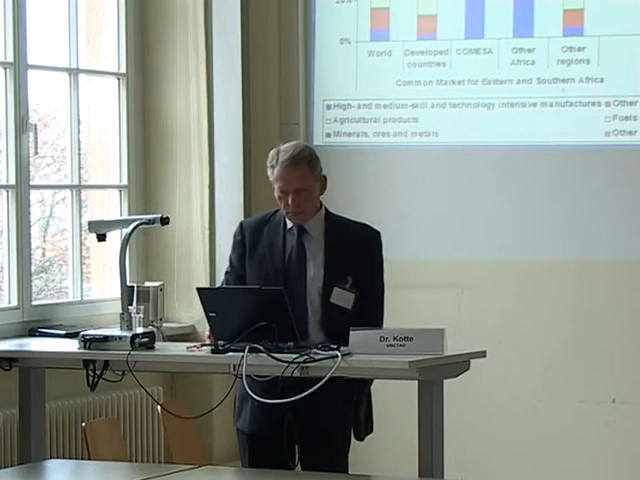 20%
0%
World
Developed countries
COMESA
Other Africa
Other regions
Common Market for Eastern and Southern Africa
High- and medium-skill and technology intensive manufactures
Other
Agricultural products
Fuels
Minerals, ores and metals
Other
Dr. Kotte
UNCTAD